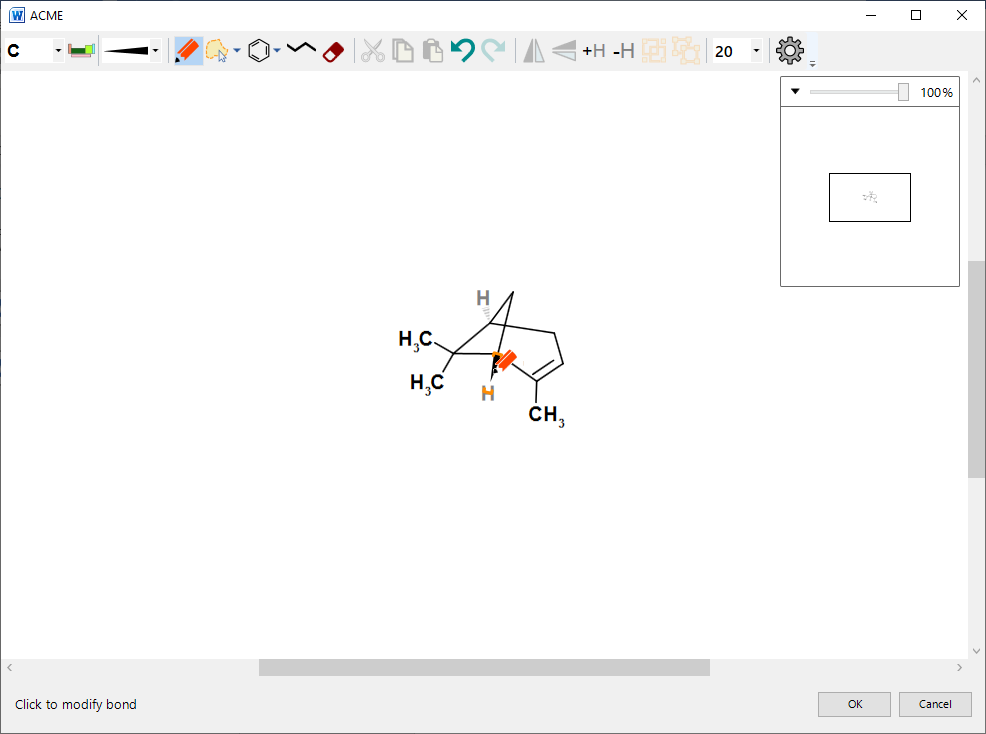 ACME
C
+H -H
20
100%
H
H3C
H3C
H
CH3
Click to modify bond
OK
Cancel